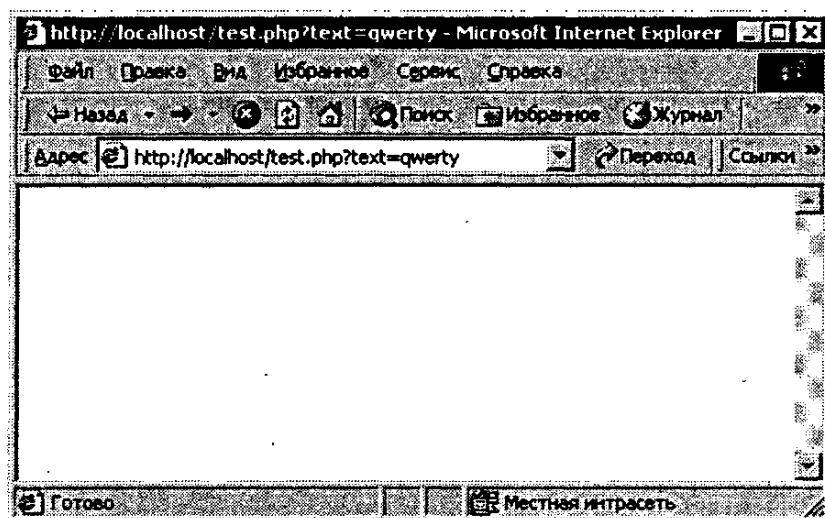 http://localhost/test.php?text=qwerty - Microsoft Internet Explorer
Файл Правка Вид Избранное Сервис Справка
Назад Поиск Избранное Журнал »
Адрес http://localhost/test.php?text=qwerty Переход Ссылки »
Готово Местная интрасеть